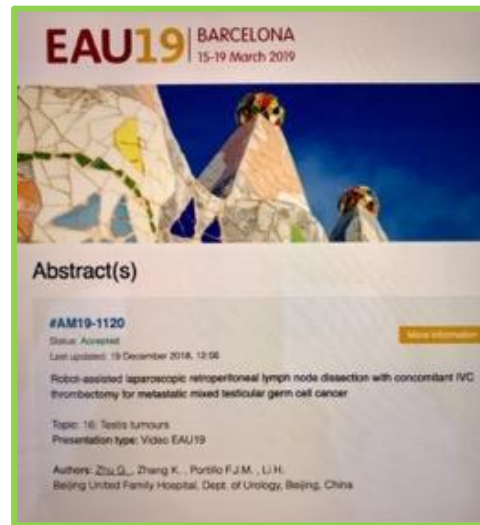 EAU19
BARCELONA
15-19 March 2019
Abstract(s)
#AM19-1120
Status: Accepted
More information
Last updated: 19 December 2018, 12:06
Robot-assisted laparoscopic retroperitoneal lymph node dissection with concomitant IVC
thrombectomy for metastatic mixed testicular germ cell cancer
Topic: 16: Testis tumours
Presentation type: Video EAU19
Authors: Zhu G. , Zhang K. , Portillo F.J.M. , Li H.
Beijing United Family Hospital, Dept. of Urology, Beijing, China